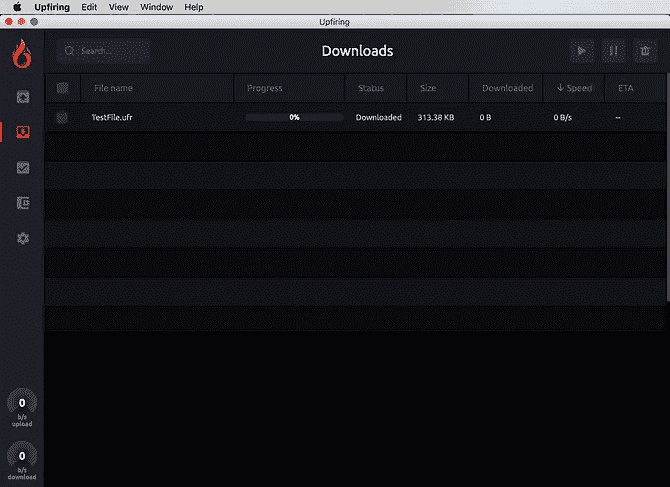 Upfiring Edit View Window Help
Upfiring
Search...
Downloads
File name Progress Status Size Downloaded Speed ETA
TestFile.ufr 0% Downloaded 313.38 KB 0 B 0 B/s --
0
b/s
upload
0
b/s
download